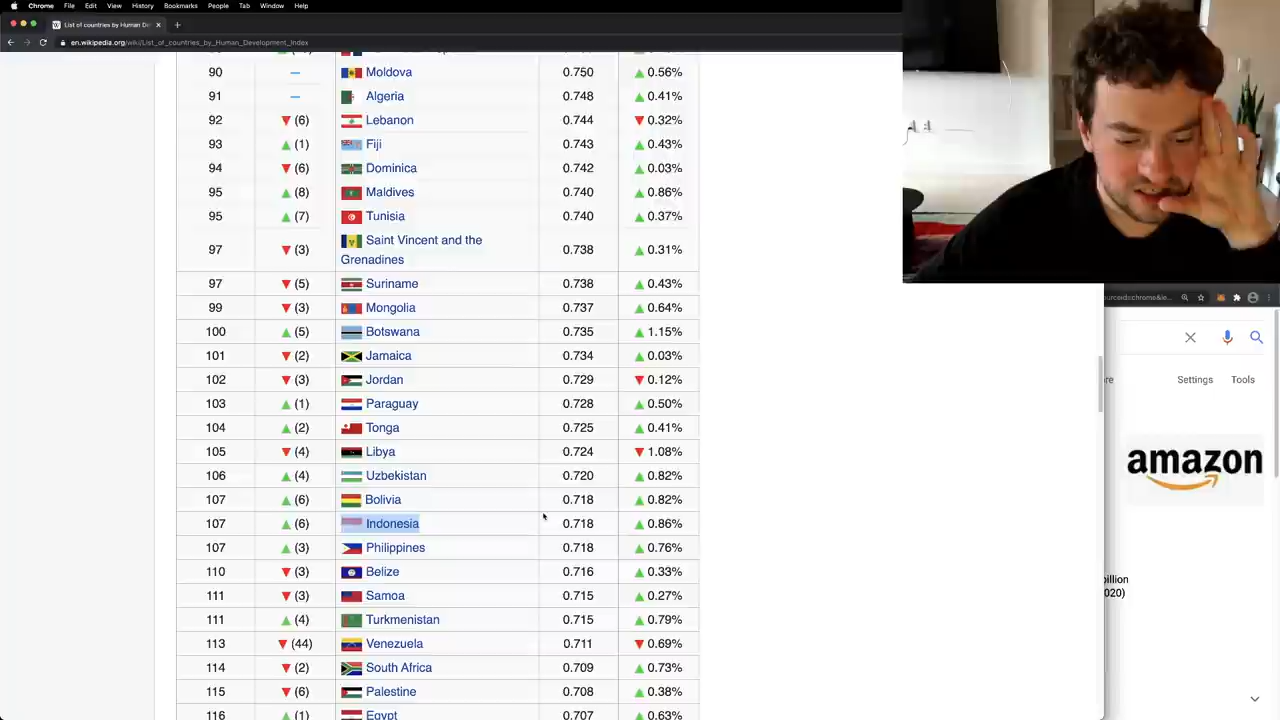 Chrome File Edit View History Bookmarks People Tab Window Help
List of countries by Human De
en.wikipedia.org/wiki/List_of_countries_by_Human_Development_Index
90 – Moldova 0.750 0.56%
91 – Algeria 0.748 0.41%
92 ▼ (6) Lebanon 0.744 ▼ 0.32%
93 ▲ (1) Fiji 0.743 ▲ 0.43%
94 ▼ (6) Dominica 0.742 ▲ 0.03%
95 ▲ (8) Maldives 0.740 ▲ 0.86%
95 ▲ (7) Tunisia 0.740 ▲ 0.37%
97 ▼ (3) Saint Vincent and the
Grenadines 0.738 ▲ 0.31%
97 ▼ (5) Suriname 0.738 ▲ 0.43%
99 ▼ (3) Mongolia 0.737 ▲ 0.64%
100 ▲ (5) Botswana 0.735 ▲ 1.15%
101 ▼ (2) Jamaica 0.734 ▲ 0.03%
102 ▼ (3) Jordan 0.729 ▼ 0.12%
103 ▲ (1) Paraguay 0.728 ▲ 0.50%
104 ▲ (2) Tonga 0.725 ▲ 0.41%
105 ▼ (4) Libya 0.724 ▼ 1.08%
106 ▲ (4) Uzbekistan 0.720 ▲ 0.82%
107 ▲ (6) Bolivia 0.718 ▲ 0.82%
107 ▲ (6) Indonesia 0.718 ▲ 0.86%
107 ▲ (3) Philippines 0.718 ▲ 0.76%
110 ▼ (3) Belize 0.716 ▲ 0.33%
111 ▼ (3) Samoa 0.715 ▲ 0.27%
111 ▲ (4) Turkmenistan 0.715 ▲ 0.79%
113 ▼ (44) Venezuela 0.711 ▼ 0.69%
114 ▼ (2) South Africa 0.709 ▲ 0.73%
115 ▼ (6) Palestine 0.708 ▲ 0.38%
116 ▲ (1) Egypt 0.707 ▲ 0.63%
Settings Tools
amazon
2020)